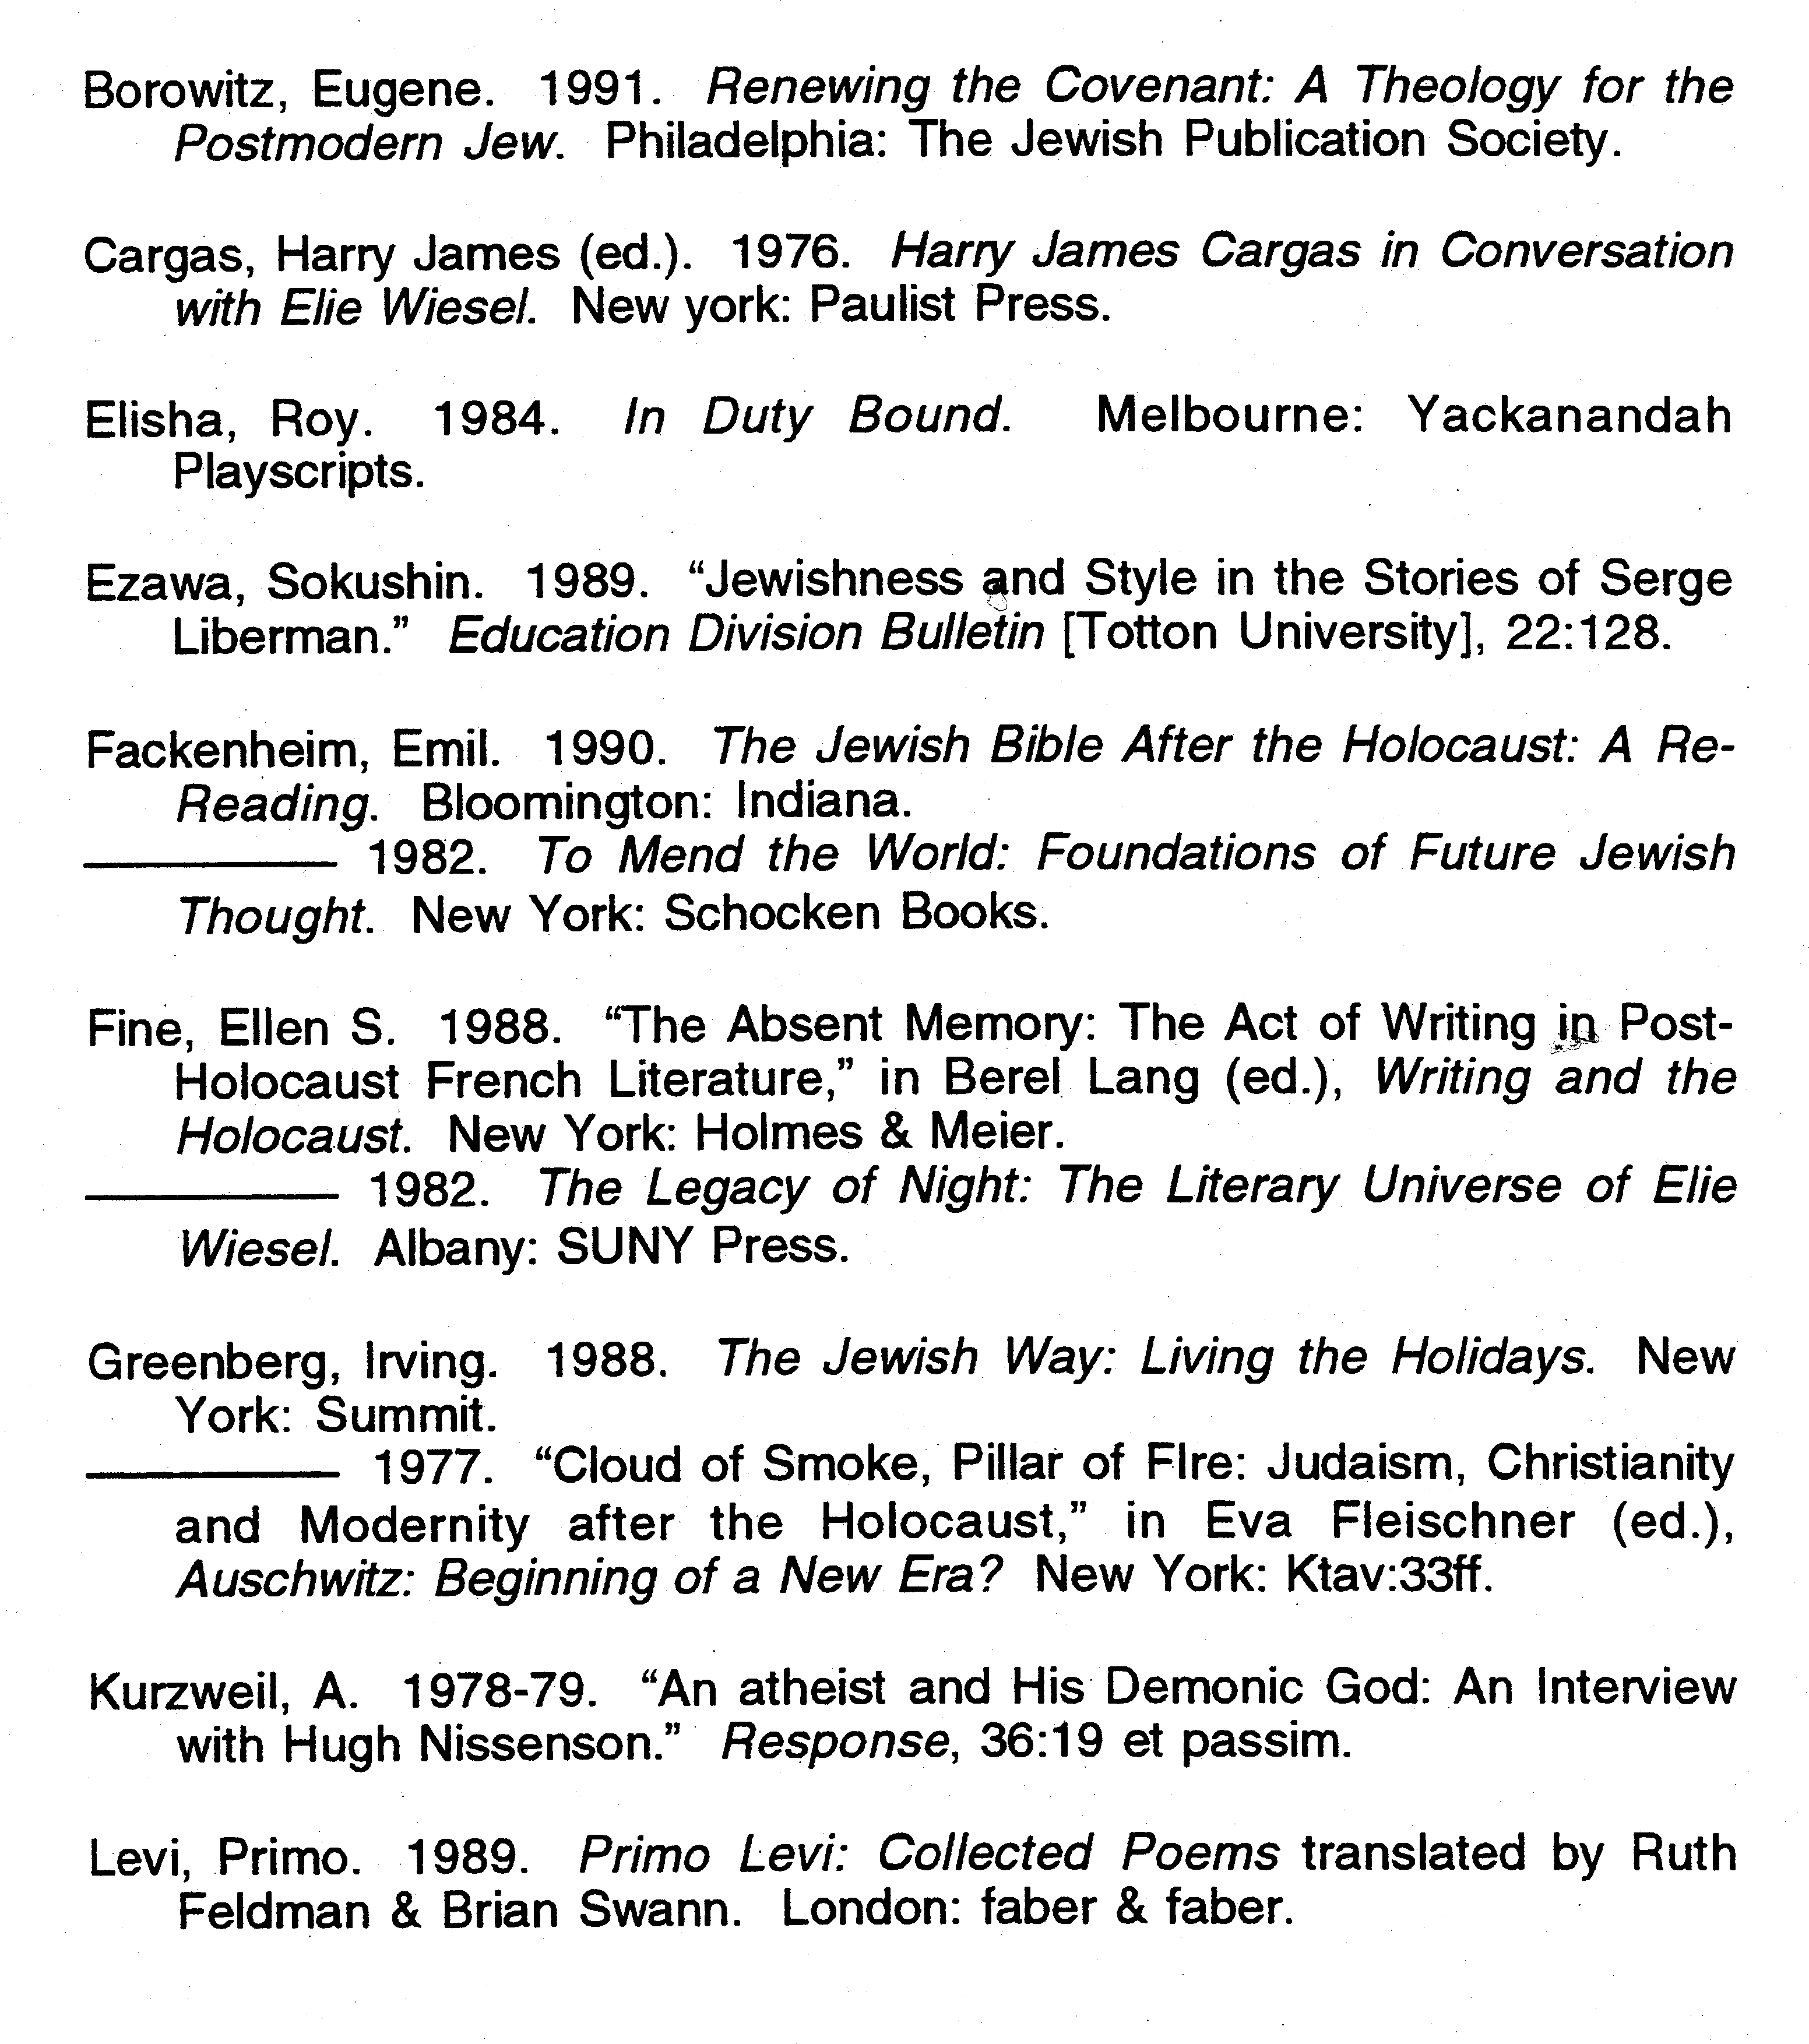 Borowitz, Eugene. 1991. Renewing the Covenant: A Theology for the
Postmodern Jew. Philadelphia: The Jewish Publication Society.
Cargas, Harry James (ed.). 1976. Harry James Cargas in Conversation
with Elie Wiesel. New york: Paulist Press.
Elisha, Roy. 1984. In Duty Bound. Melbourne: Yackanandah
Playscripts.
Ezawa, Sokushin. 1989. “Jewishness and Style in the Stories of Serge
Liberman.” Education Division Bulletin [Totton University], 22:128.
Fackenheim, Emil. 1990. The Jewish Bible After the Holocaust: A Re-
Reading. Bloomington: Indiana.
__________ 1982. To Mend the World: Foundations of Future Jewish
Thought. New York: Schocken Books.
Fine, Ellen S. 1988. “The Absent Memory: The Act of Writing in Post-
Holocaust French Literature,” in Berel Lang (ed.), Writing and the
Holocaust. New York: Holmes & Meier.
__________ 1982. The Legacy of Night: The Literary Universe of Elie
Wiesel. Albany: SUNY Press.
Greenberg, Irving. 1988. The Jewish Way: Living the Holidays. New
York: Summit.
__________ 1977. “Cloud of Smoke, Pillar of FIre: Judaism, Christianity
and Modernity after the Holocaust,” in Eva Fleischner (ed.),
Auschwitz: Beginning of a New Era? New York: Ktav:33ff.
Kurzweil, A. 1978-79. “An atheist and His Demonic God: An Interview
with Hugh Nissenson.” Response, 36:19 et passim.
Levi, Primo. 1989. Primo Levi: Collected Poems translated by Ruth
Feldman & Brian Swann. London: faber & faber.